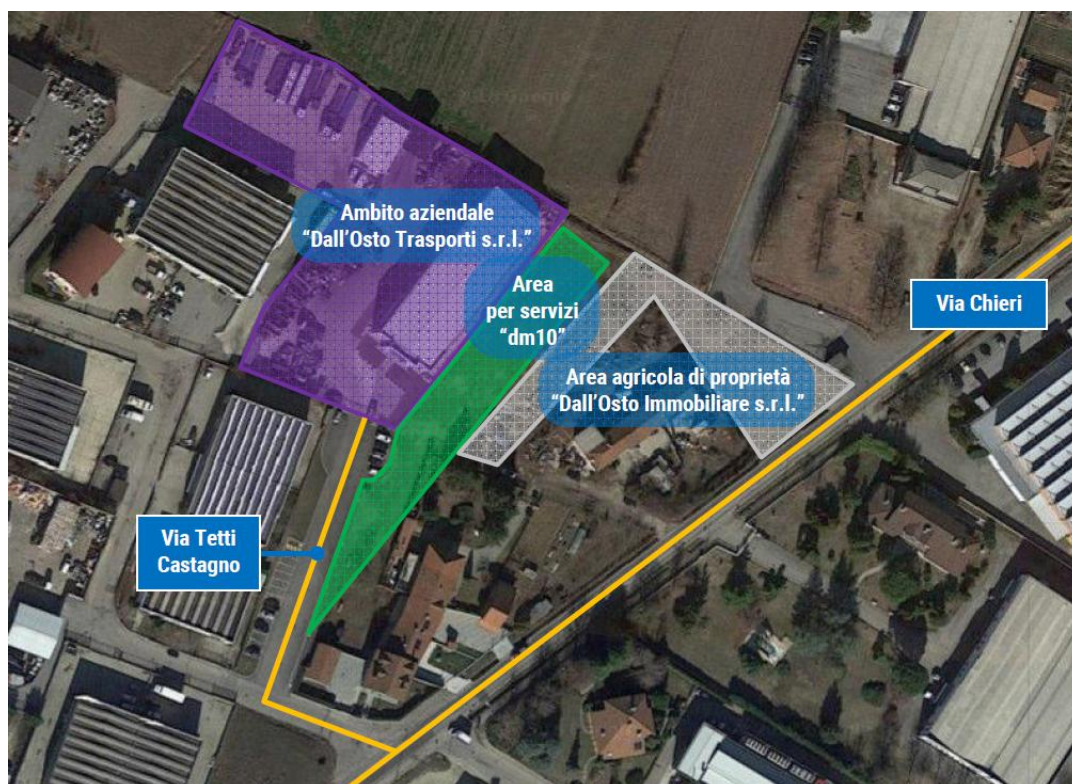 Ambito aziendale
“Dall’Osto Trasporti s.r.l.”
Area
per servizi
“dm10”
Via Chieri
Area agricola di proprietà
“Dall’Osto Immobiliare s.r.l.”
Via Tetti
Castagno